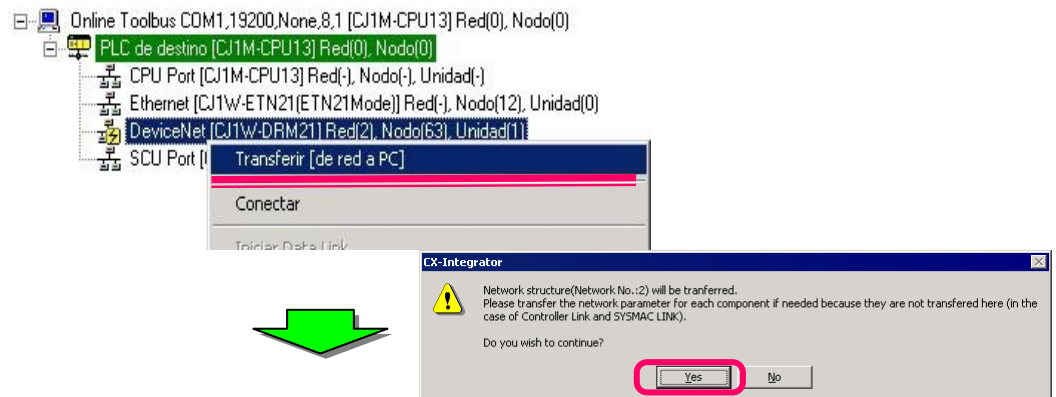 Online Toolbus COM1,19200,None,8,1 [CJ1M-CPU13] Red(0), Nodo(0)
PLC de destino [CJ1M-CPU13] Red(0), Nodo(0)
CPU Port [CJ1M-CPU13] Red(-), Nodo(-), Unidad(-)
Ethernet [CJ1W-ETN21(ETN21Mode)] Red(-), Nodo(12), Unidad(0)
DeviceNet [CJ1W-DRM21] Red(2), Nodo(63), Unidad(1)
SCU Port [
Transferir [de red a PC]
Conectar
Iniciar Data Link
CX-Integrator
Network structure(Network No.:2) will be tranferred.
Please transfer the network parameter for each component if needed because they are not transfered here (in the
case of Controller Link and SYSMAC LINK).
Do you wish to continue?
Yes No